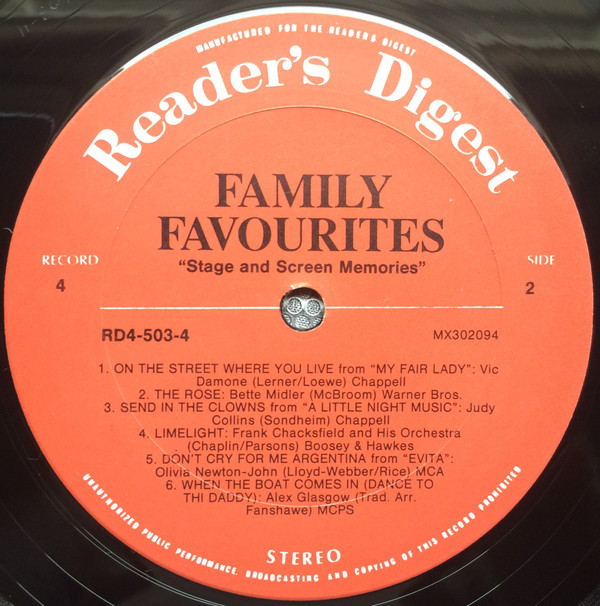 MANUFACTURED FOR THE READER'S DIGEST
Reader's Digest
FAMILY
FAVOURITES
"Stage and Screen Memories"
RECORD
4
SIDE
2
RD4-503-4
MX302094
1. ON THE STREET WHERE YOU LIVE from "MY FAIR LADY": Vic
Damone (Lerner/Loewe) Chappell
2. THE ROSE: Bette Midler (McBroom) Warner Bros.
3. SEND IN THE CLOWNS from "A LITTLE NIGHT MUSIC": Judy
Collins (Sondheim) Chappell
4. LIMELIGHT: Frank Chacksfield and His Orchestra
(Chaplin/Parsons) Boosey & Hawkes
5. DON'T CRY FOR ME ARGENTINA from "EVITA":
Olivia Newton-John (Lloyd-Webber/Rice) MCA
6. WHEN THE BOAT COMES IN (DANCE TO
THI DADDY): Alex Glasgow (Trad. Arr.
Fanshawe) MCPS
STEREO
UNAUTHORIZED PUBLIC PERFORMANCE, BROADCASTING AND COPYING OF THIS RECORD PROHIBITED